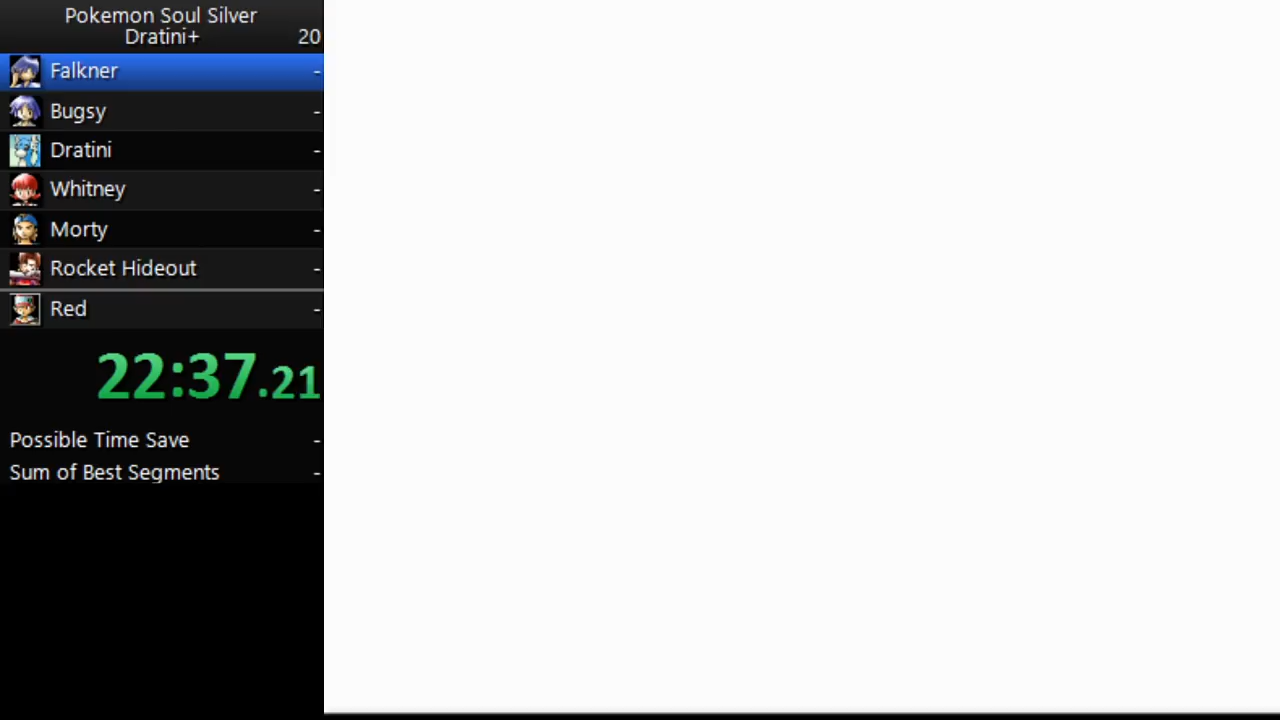 Pokemon Soul Silver
Dratini+ 20
Falkner -
Bugsy -
Dratini -
Whitney -
Morty -
Rocket Hideout -
Red -
22:37.21
Possible Time Save -
Sum of Best Segments -